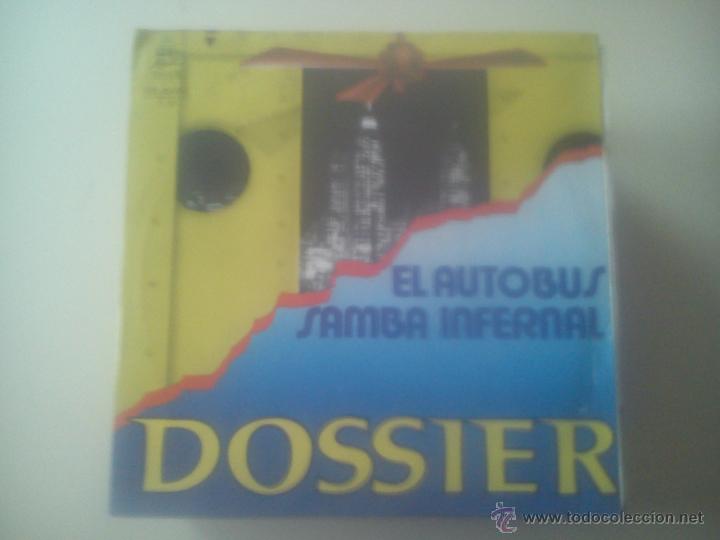 EL AUTOBUS
SAMBA INFERNAL
DOSSIER
www.todocoleccion.net